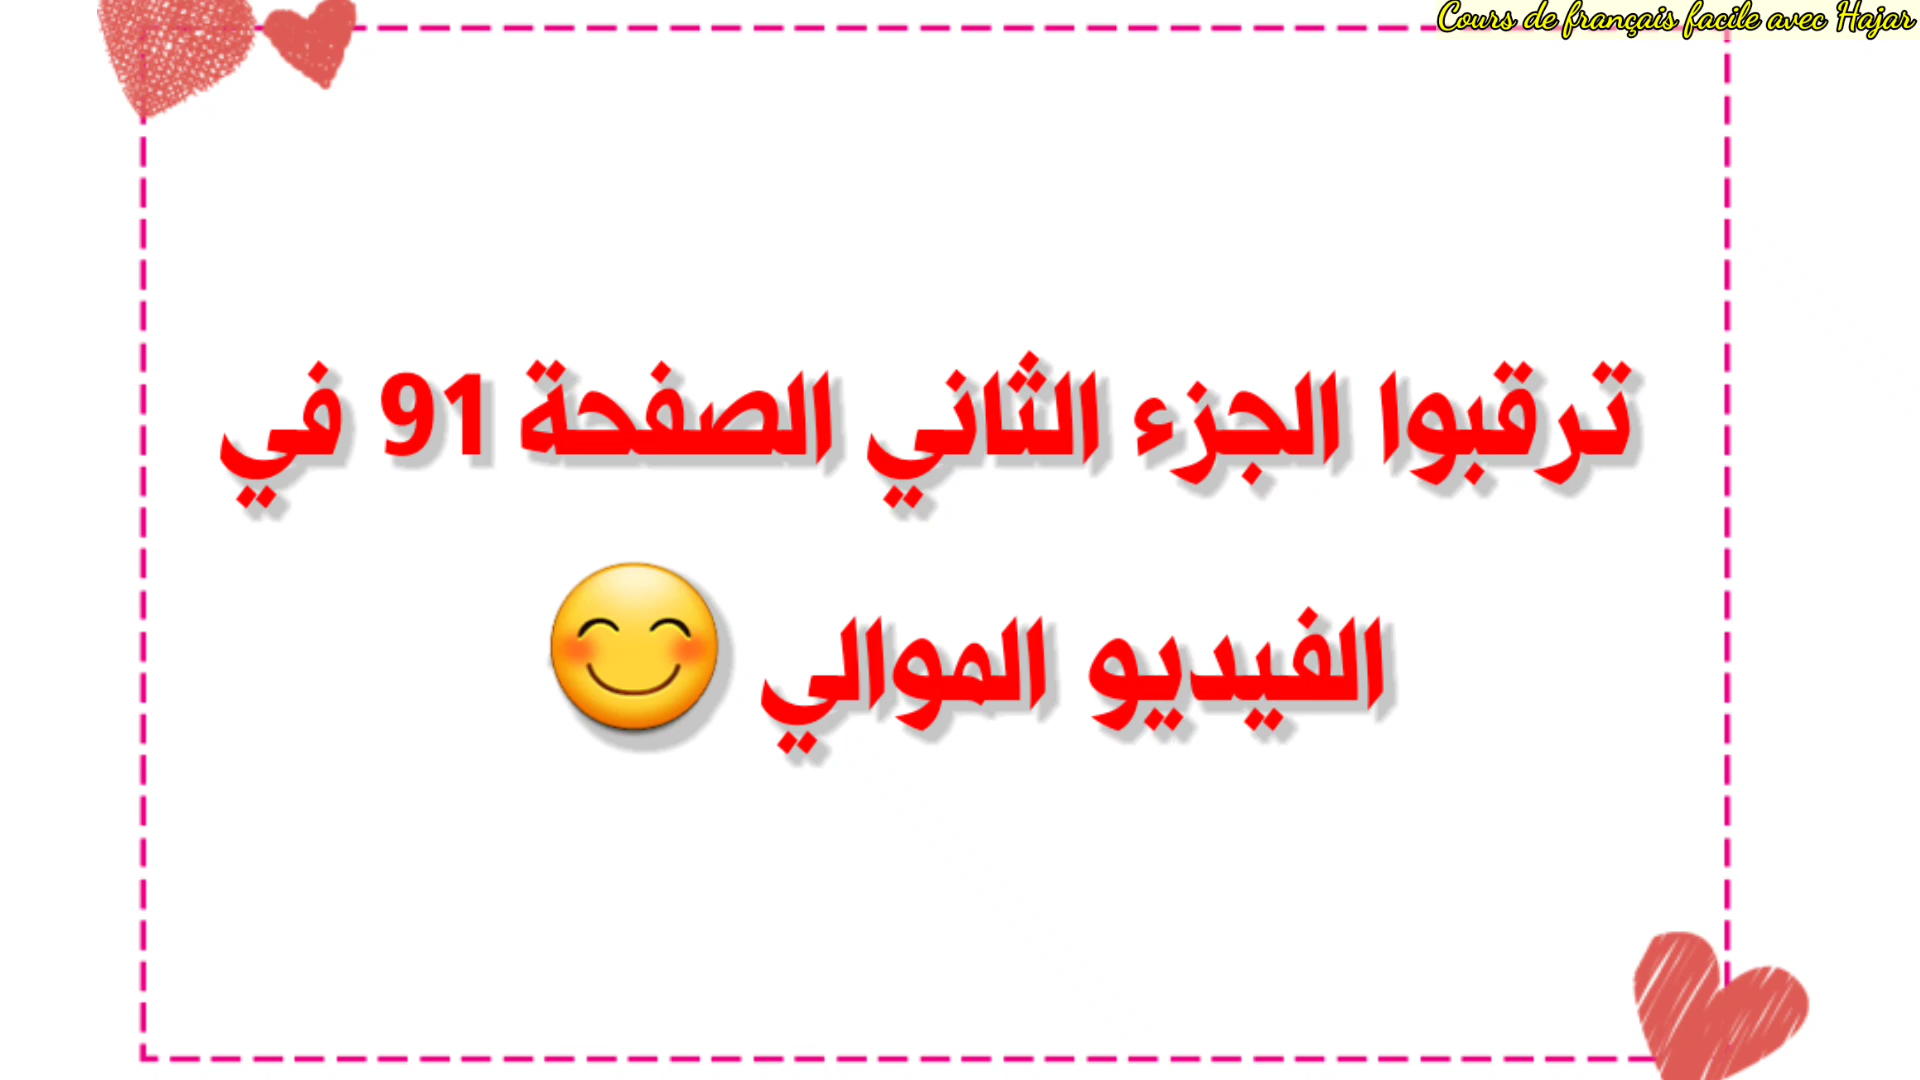 Cours de français facile avec Hajar
ترقبوا الجزء الثاني الصفحة 91 في
الفيديو الموالي 😊